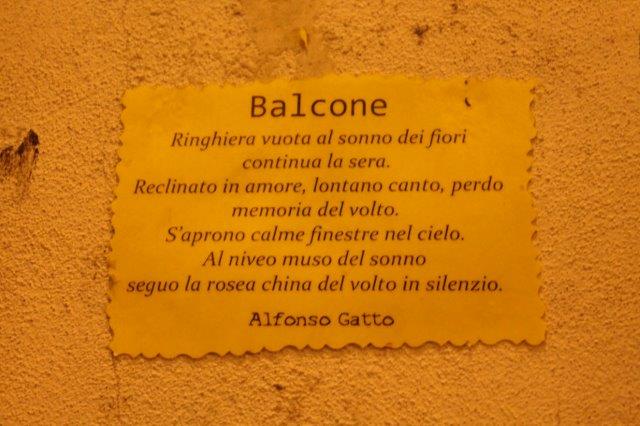 Balcone
Ringhiera vuota al sonno dei fiori
continua la sera.
Reclinato in amore, lontano canto, perdo
memoria del volto.
S'aprono calme finestre nel cielo.
Al niveo muso del sonno
seguo la rosea china del volto in silenzio.
Alfonso Gatto